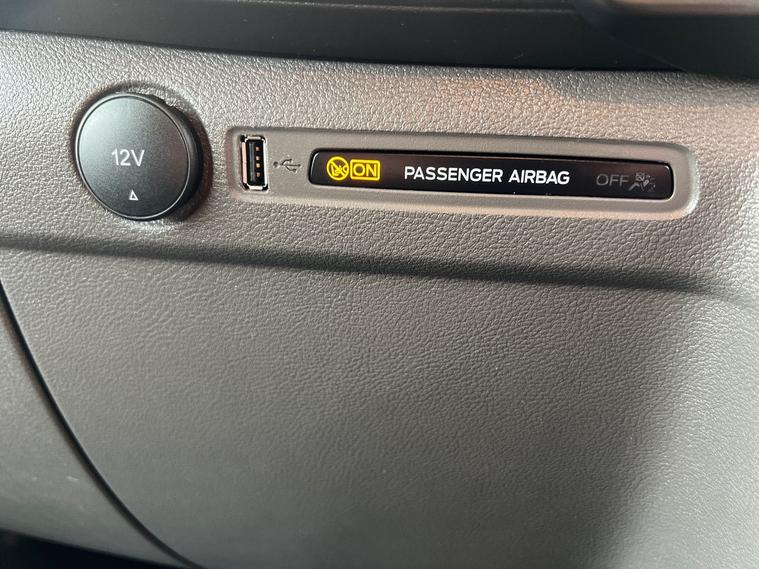 12V
ON PASSENGER AIRBAG OFF